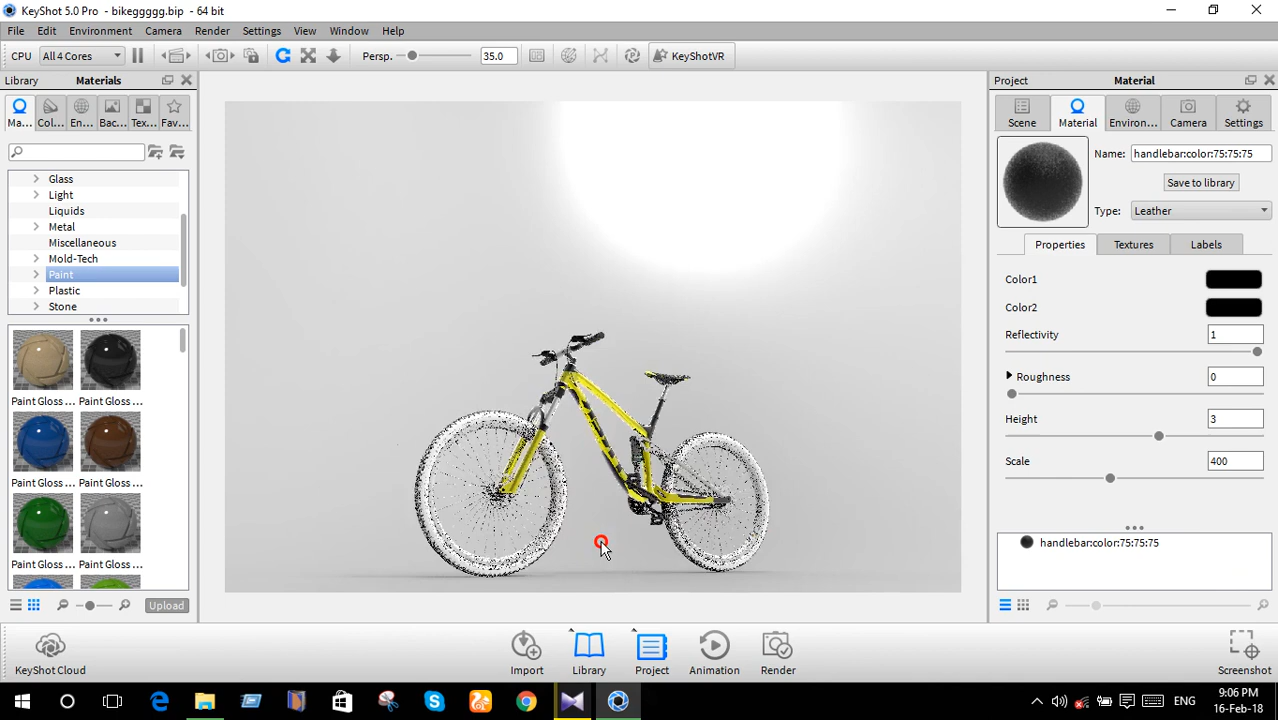 KeyShot 5.0 Pro - bikeggggg.bip - 64 bit
File Edit Environment Camera Render Settings View Window Help
CPU All 4 Cores Persp. 35.0 KeyShotVR
Library Materials
Ma... Col... En... Bac... Tex... Fav...
Glass
Light
Liquids
Metal
Miscellaneous
Mold-Tech
Paint
Plastic
Stone
Paint Gloss ... Paint Gloss ...
Paint Gloss ... Paint Gloss ...
Paint Gloss ... Paint Gloss ...
Upload
Project Material
Scene Material Environ... Camera Settings
Name: handlebar:color:75:75:75
Save to library
Type: Leather
Properties Textures Labels
Color1
Color2
Reflectivity 1
Roughness 0
Height 3
Scale 400
handlebar:color:75:75:75
KeyShot Cloud Import Library Project Animation Render Screenshot
ENG 9:06 PM
16-Feb-18